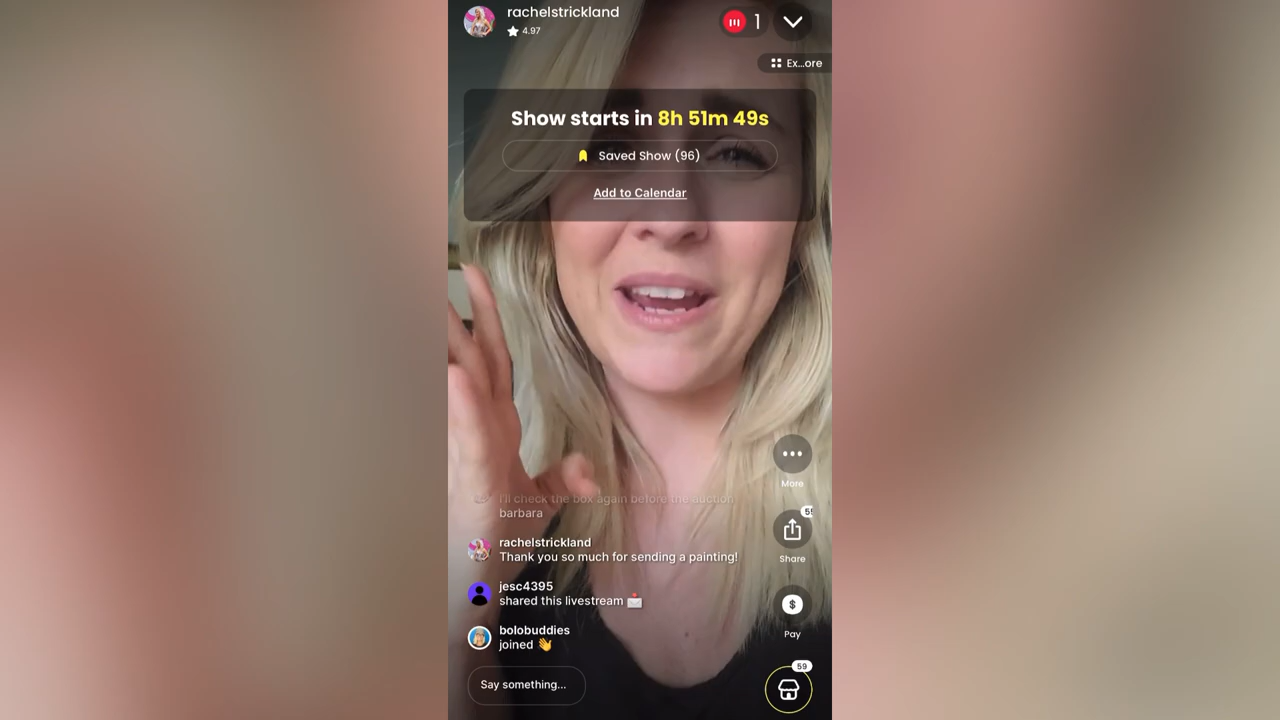 rachelstrickland
4.97
1
Ex...ore
Show starts in 8h 51m 49s
Saved Show (96)
Add to Calendar
More
I'll check the box again before the auction
barbara
59
Share
rachelstrickland
Thank you so much for sending a painting!
jesc4395
shared this livestream
$
Pay
bolobuddies
joined
59
Say something...